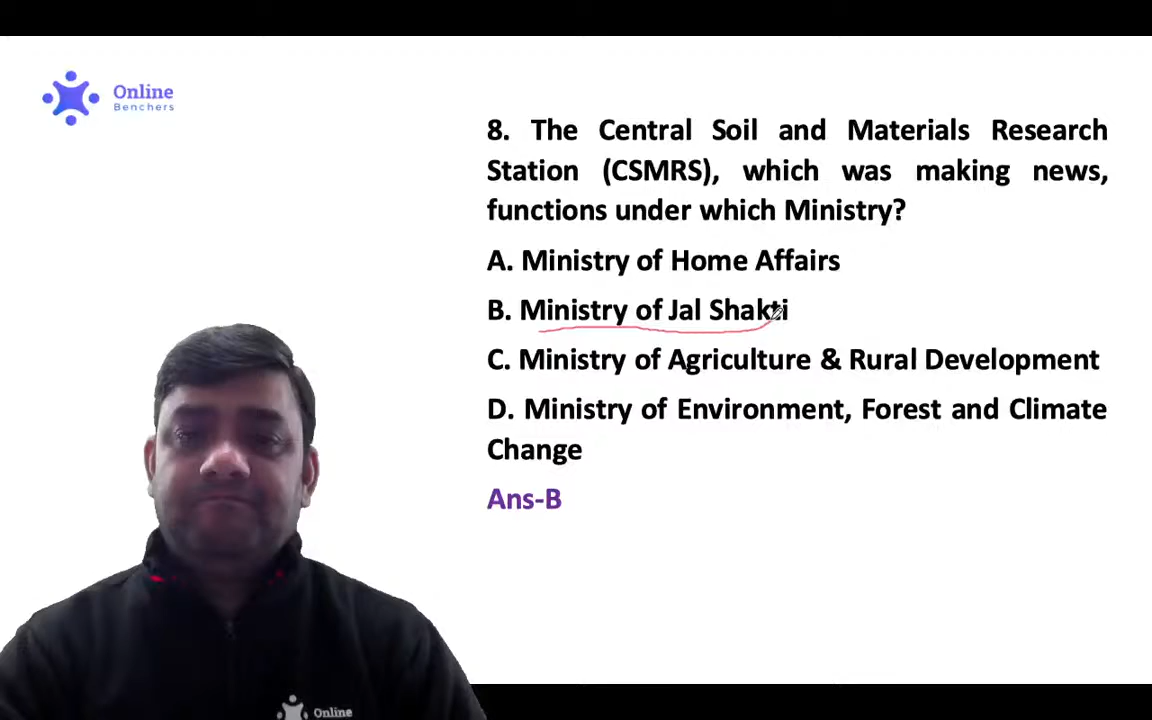 Online
Benchers
8. The Central Soil and Materials Research
Station (CSMRS), which was making news,
functions under which Ministry?
A. Ministry of Home Affairs
B. Ministry of Jal Shakti
C. Ministry of Agriculture & Rural Development
D. Ministry of Environment, Forest and Climate
Change
Ans-B
Online